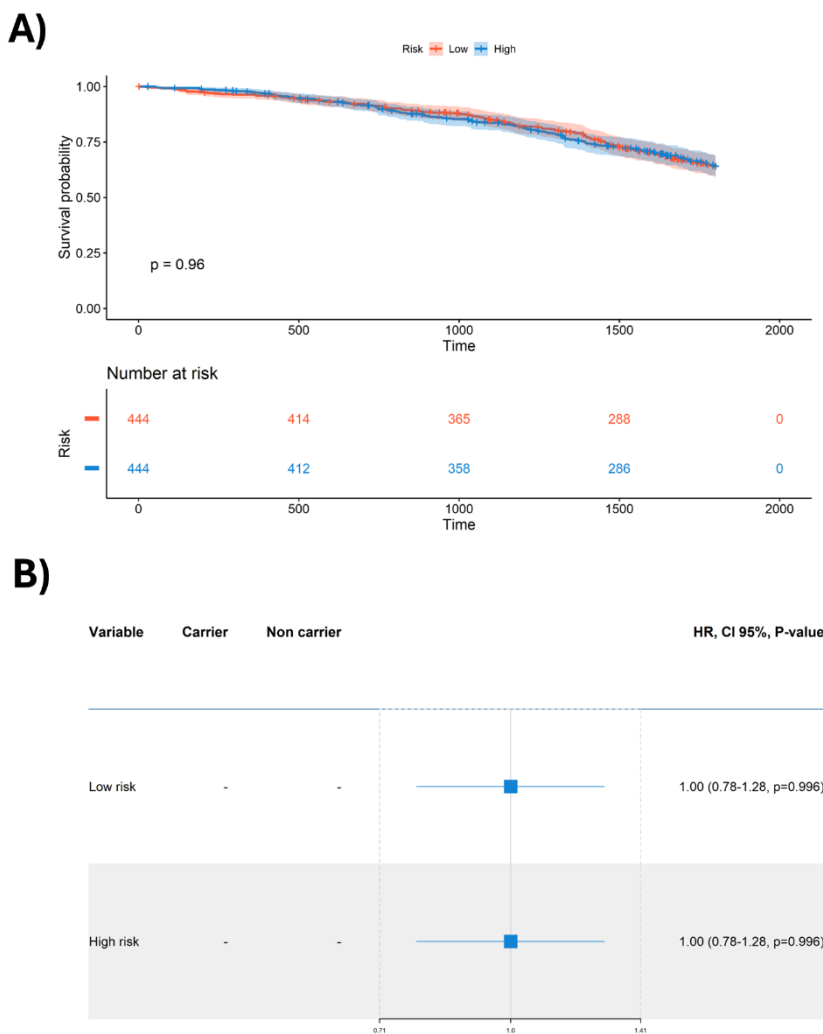 A)
Risk Low High
1.00
0.75
0.50
0.25
0.00
Survival probability
p = 0.96
0 500 1000 1500 2000
Time
Number at risk
Risk
444 414 365 288 0
444 412 358 286 0
0 500 1000 1500 2000
Time
B)
Variable Carrier Non carrier HR, CI 95%, P-value
Low risk - - 1.00 (0.78-1.28, p=0.996)
High risk - - 1.00 (0.78-1.28, p=0.996)
0.71 1.0 1.41